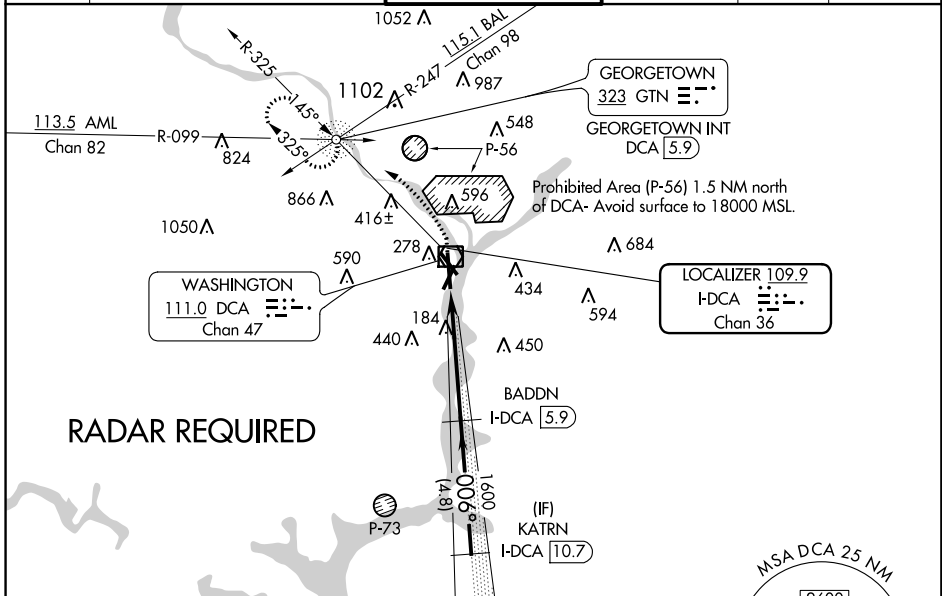 1052
115.1 BAL
Chan 98
R-247
987
R-325
145°
325°
1102
GEORGETOWN
323 GTN
GEORGETOWN INT
DCA 5.9
113.5 AML
Chan 82
R-099
824
548
P-56
Prohibited Area (P-56) 1.5 NM north
of DCA- Avoid surface to 18000 MSL.
866
416±
596
1050
278
684
590
WASHINGTON
111.0 DCA
Chan 47
434
594
LOCALIZER 109.9
I-DCA
Chan 36
184
440
450
BADDN
I-DCA 5.9
RADAR REQUIRED
1600
006°
(4.8)
P-73
(IF)
KATRN
I-DCA 10.7
MSA DCA 25 NM